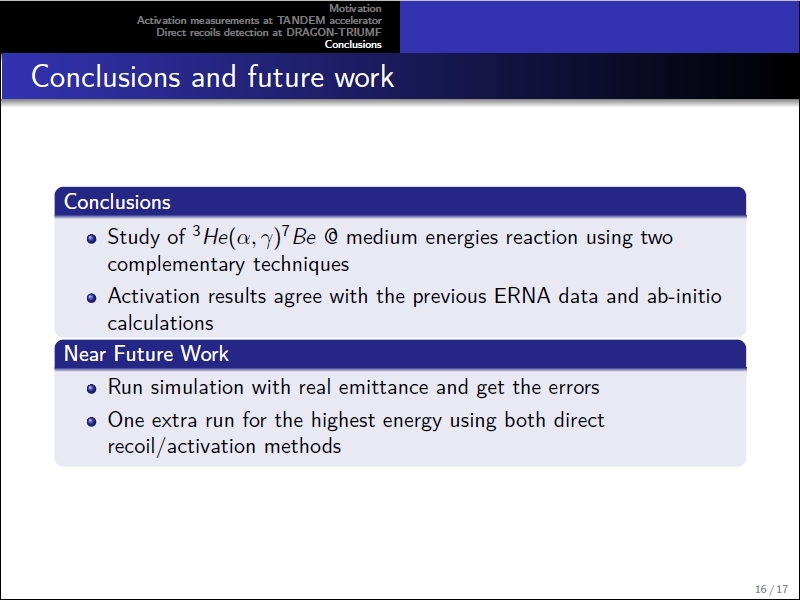 Motivation
Activation measurements at TANDEM accelerator
Direct recoils detection at DRAGON-TRIUMF
Conclusions
Conclusions and future work
Conclusions
Study of ³He(α, γ)⁷Be @ medium energies reaction using two
complementary techniques
Activation results agree with the previous ERNA data and ab-initio
calculations
Near Future Work
Run simulation with real emittance and get the errors
One extra run for the highest energy using both direct
recoil/activation methods
16 / 17